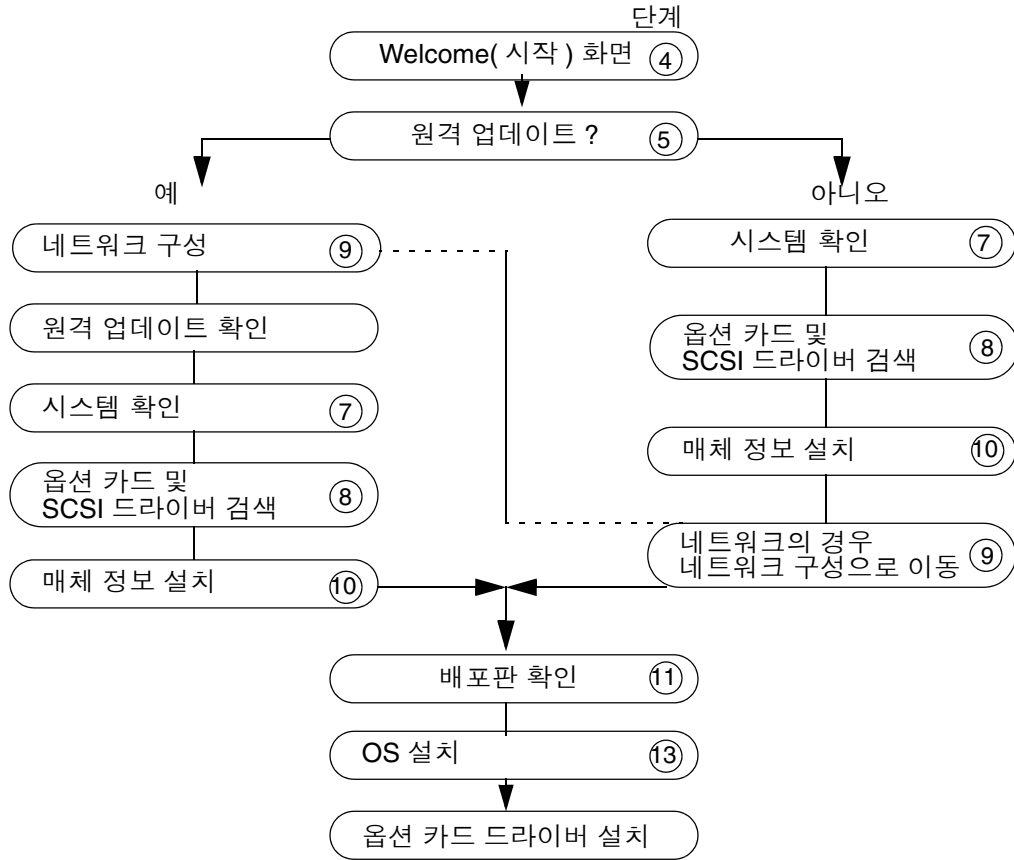 단계
Welcome( 시작 ) 화면 ④
원격 업데이트 ? ⑤
예
네트워크 구성 ⑨
원격 업데이트 확인
시스템 확인 ⑦
옵션 카드 및
SCSI 드라이버 검색 ⑧
매체 정보 설치 ⑩
아니오
시스템 확인 ⑦
옵션 카드 및
SCSI 드라이버 검색 ⑧
매체 정보 설치 ⑩
네트워크의 경우
네트워크 구성으로 이동 ⑨
배포판 확인 ⑪
OS 설치 ⑬
옵션 카드 드라이버 설치